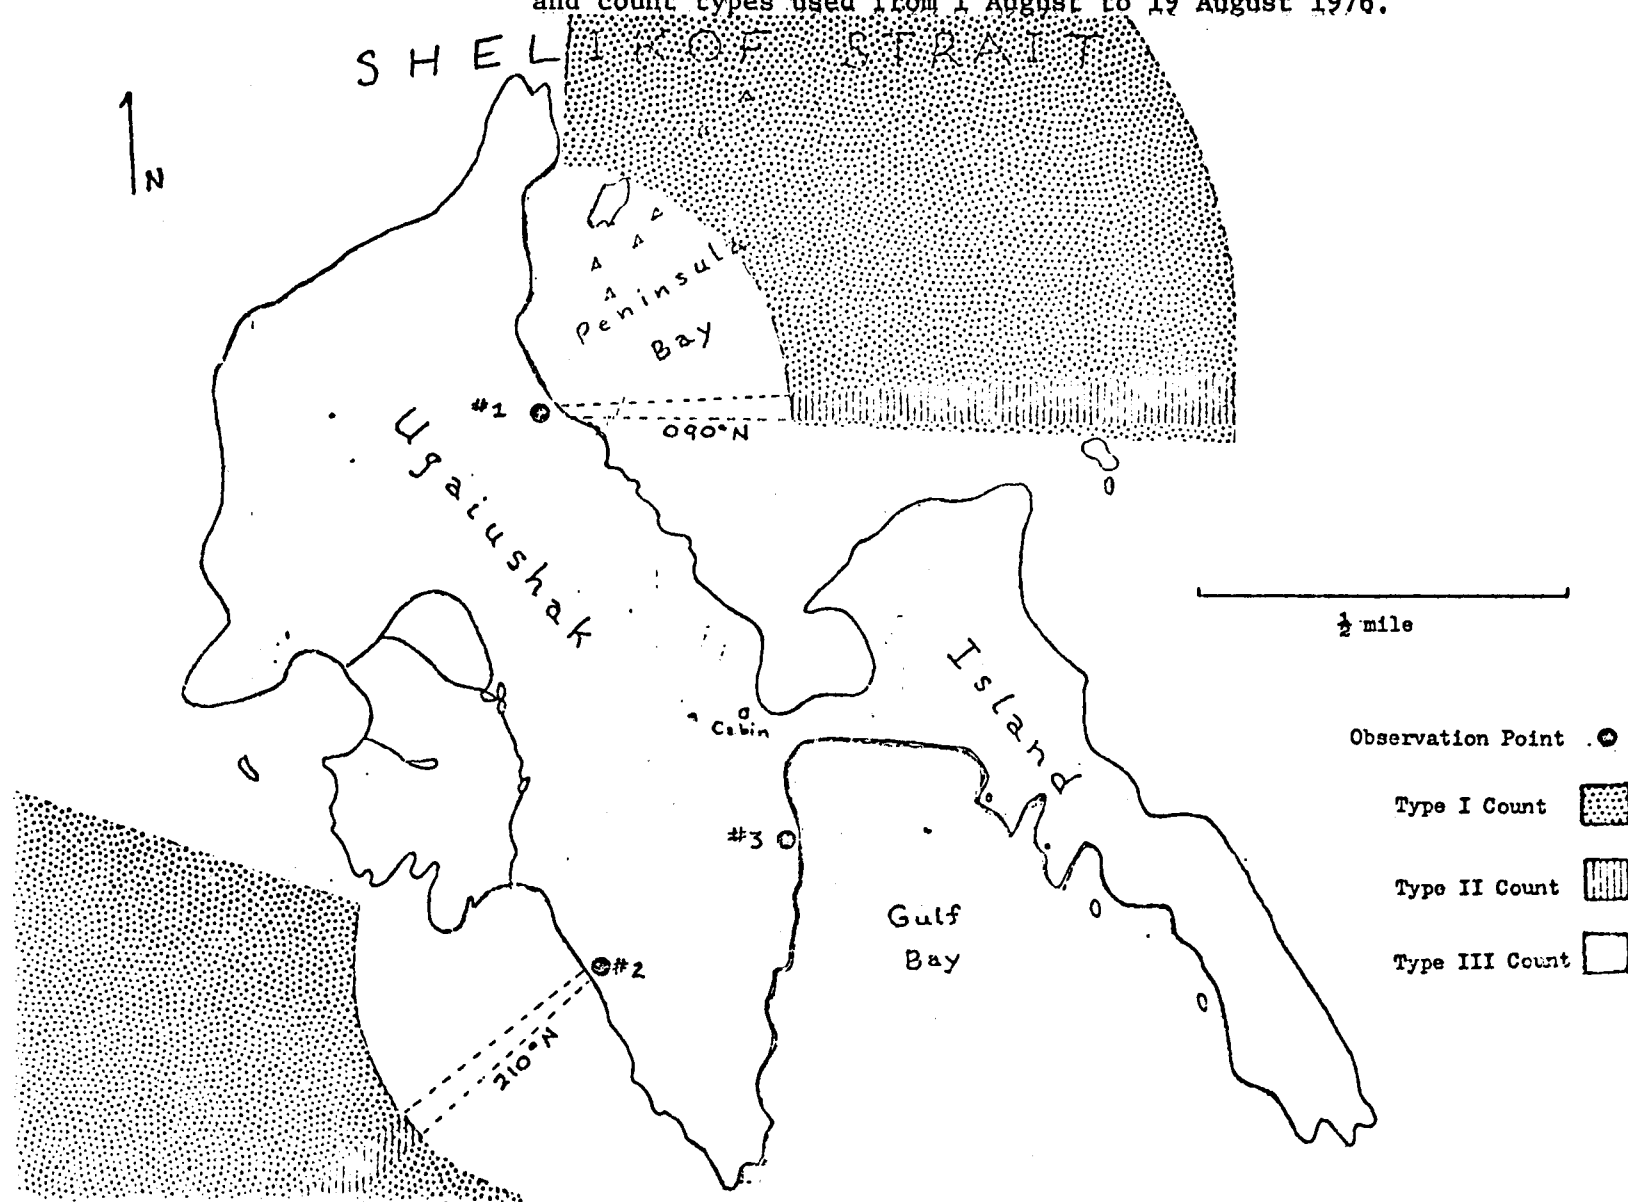 and count types used from 1 August to 19 August 1976.
SHELIKOF STRAIT
N
Peninsula
Bay
#1
090°N
Ugaiushak
Island
½ mile
Cabin
Observation Point
#3
Type I Count
Type II Count
Gulf
Bay
Type III Count
#2
210°N